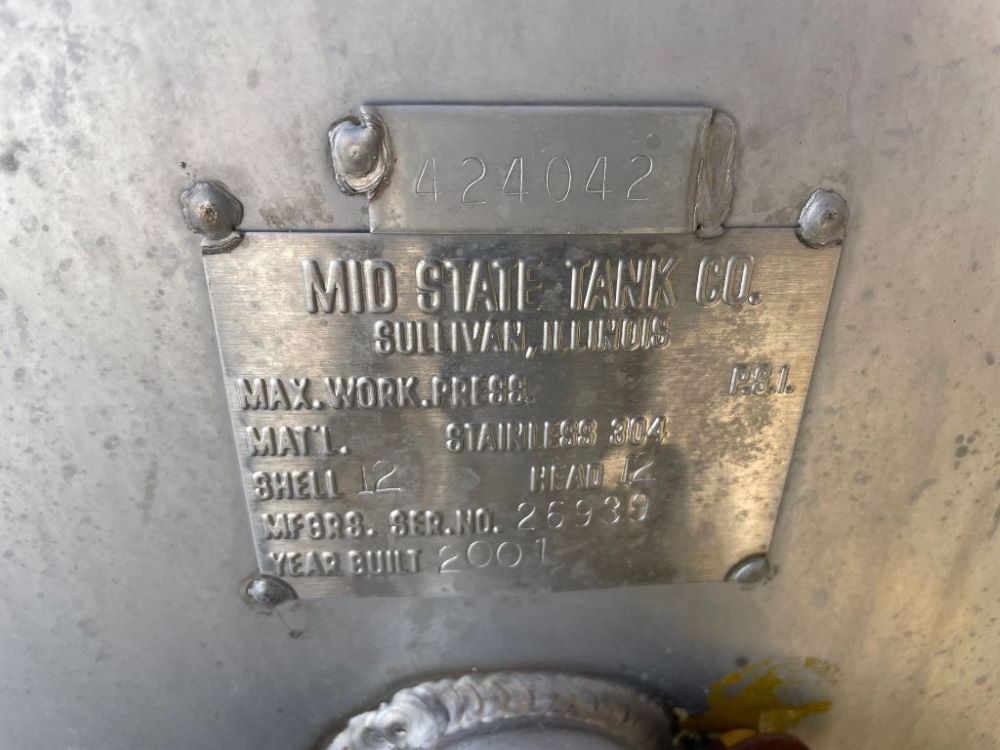 424042
MID STATE TANK CO.
SULLIVAN, ILLINOIS
MAX. WORK. PRESS. P.S.I.
MAT'L. STAINLESS 304
SHELL 12 HEAD 12
MFGRS. SER. NO. 26939
YEAR BUILT 2001